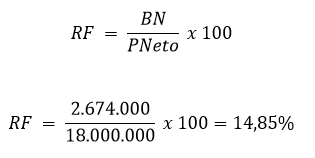 RF = BN / PNeto x 100
RF = 2.674.000 / 18.000.000 x 100 = 14,85%